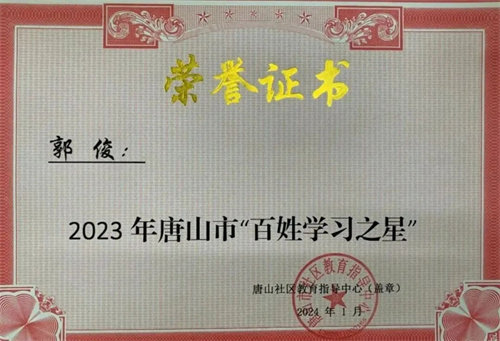 荣誉证书
郭 俊：
2023 年唐山市“百姓学习之星”
唐山社区教育指导中心（盖章）
2024 年 1 月